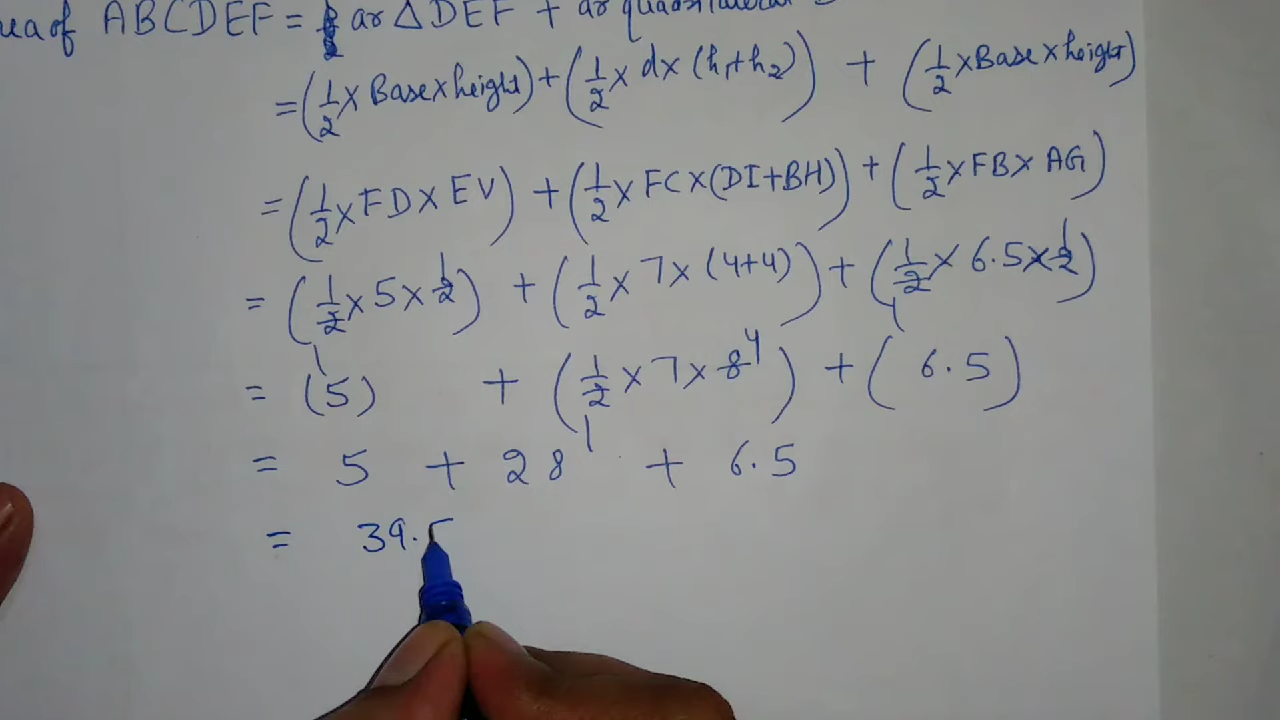 ea of ABCDEF = ar △DEF + ar quadrilateral
= (1/2 × Base × height) + (1/2 × d × (h₁+h₂)) + (1/2 × Base × height)
= (1/2 × FD × EV) + (1/2 × FC × (DI+BH)) + (1/2 × FB × AG)
= (1/2 × 5 × 2) + (1/2 × 7 × (4+4)) + (1/2 × 6.5 × 2)
= (5) + (1/2 × 7 × 8) + (6.5)
= 5 + 28 + 6.5
= 39.5